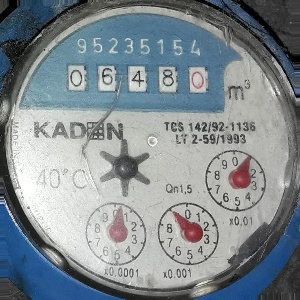 95235154
06480 m³
KADEN TCS 142/92-1136
LT 2-59/1993
40°C Qn1,5
x0.01
x0.0001 x0.001